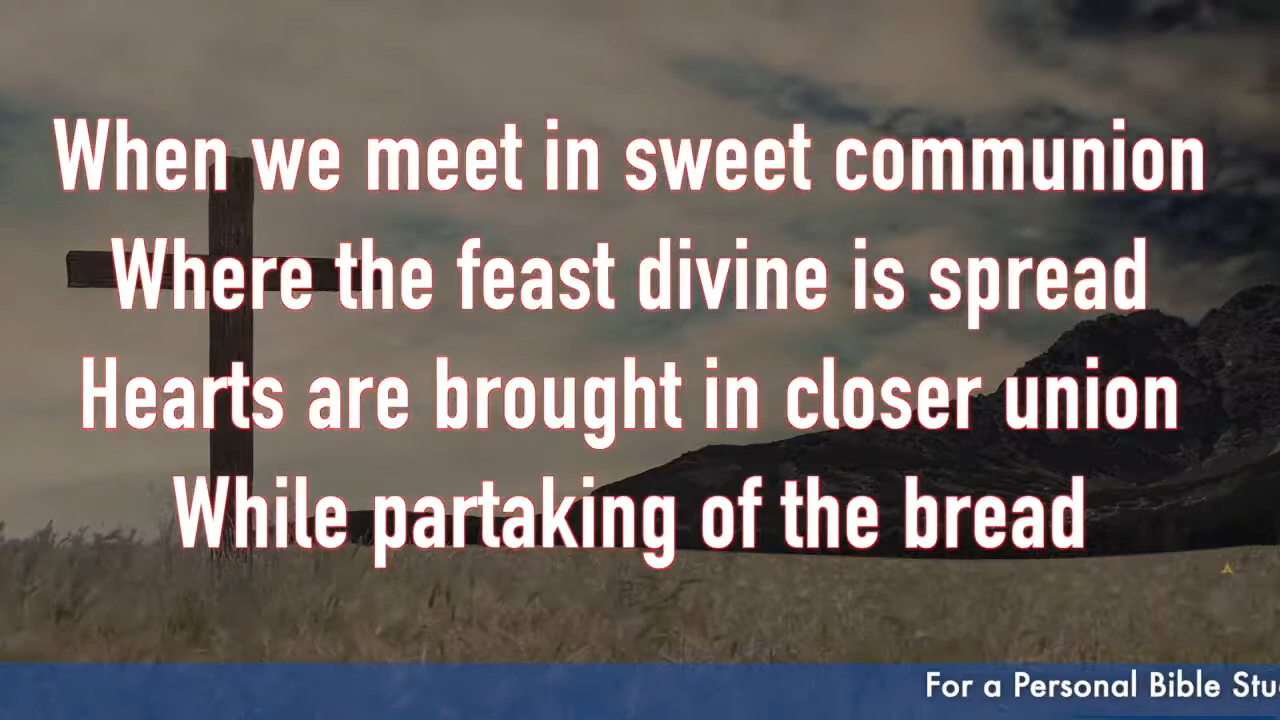 When we meet in sweet communion
Where the feast divine is spread
Hearts are brought in closer union
While partaking of the bread
For a Personal Bible